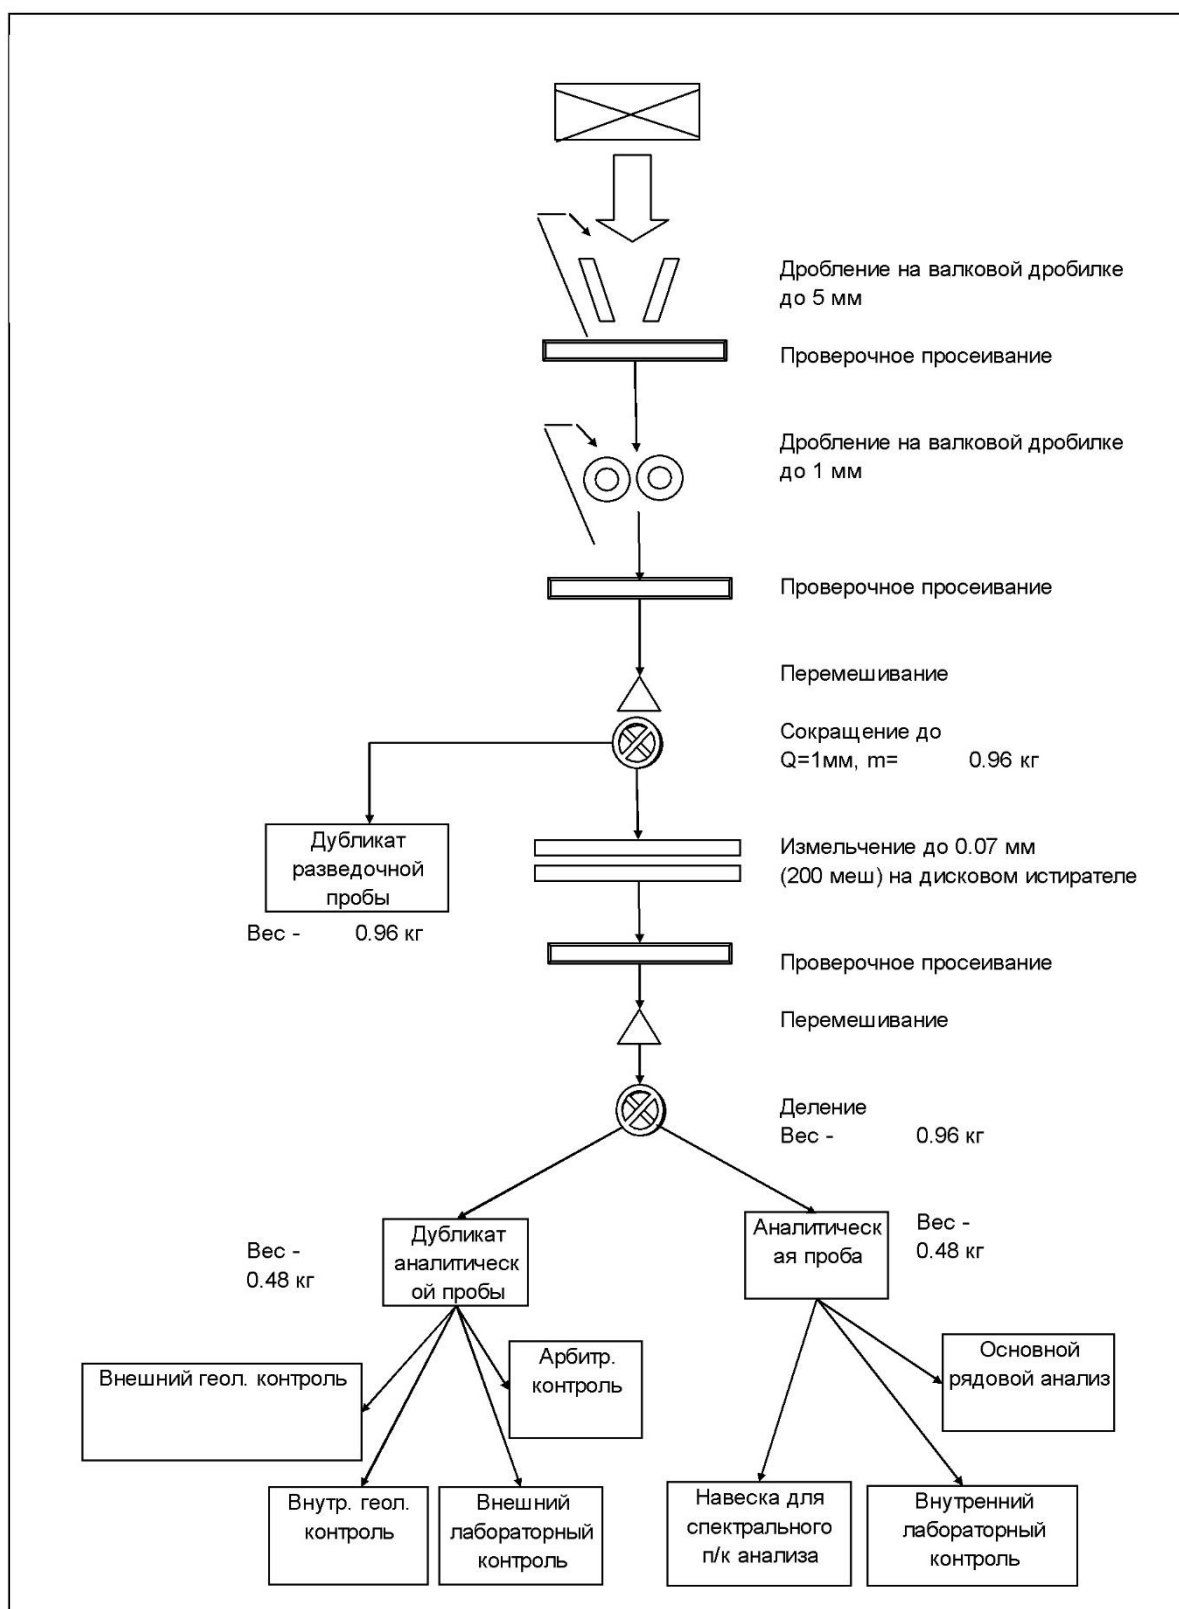 Дробление на валковой дробилке
до 5 мм
Проверочное просеивание
Дробление на валковой дробилке
до 1 мм
Проверочное просеивание
Перемешивание
Сокращение до
Q=1мм, m= 0.96 кг
Дубликат
разведочной
пробы
Вес - 0.96 кг
Измельчение до 0.07 мм
(200 меш) на дисковом истирателе
Проверочное просеивание
Перемешивание
Деление
Вес - 0.96 кг
Вес -
0.48 кг
Дубликат
аналитическ
ой пробы
Аналитическ
ая проба
Вес -
0.48 кг
Внешний геол. контроль
Арбитр.
контроль
Основной
рядовой анализ
Внутр. геол.
контроль
Внешний
лабораторный
контроль
Навеска для
спектрального
п/к анализа
Внутренний
лабораторный
контроль